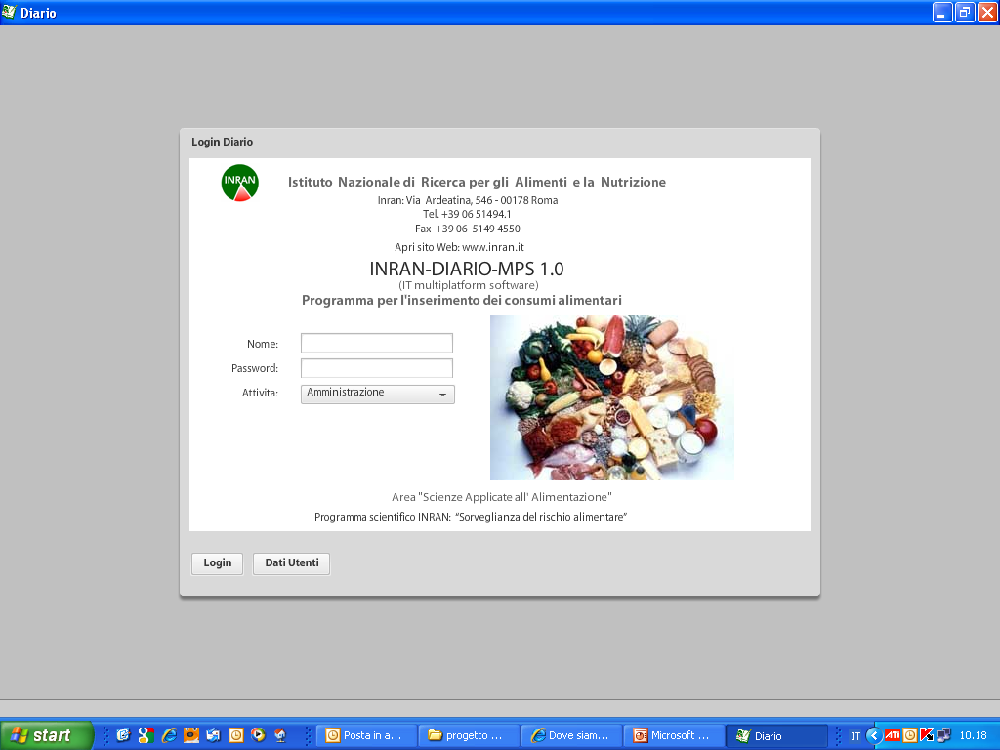 Diario
Login Diario
INRAN
Istituto Nazionale di Ricerca per gli Alimenti e la Nutrizione
Inran: Via Ardeatina, 546 - 00178 Roma
Tel. +39 06 51494.1
Fax +39 06 5149 4550
Apri sito Web: www.inran.it
INRAN-DIARIO-MPS 1.0
(IT multiplatform software)
Programma per l'inserimento dei consumi alimentari
Nome:
Password:
Attivita: Amministrazione
Area "Scienze Applicate all' Alimentazione"
Programma scientifico INRAN: “Sorveglianza del rischio alimentare”
Login Dati Utenti
start Posta in a... progetto ... Dove siam... Microsoft ... Diario IT ATI 10.18